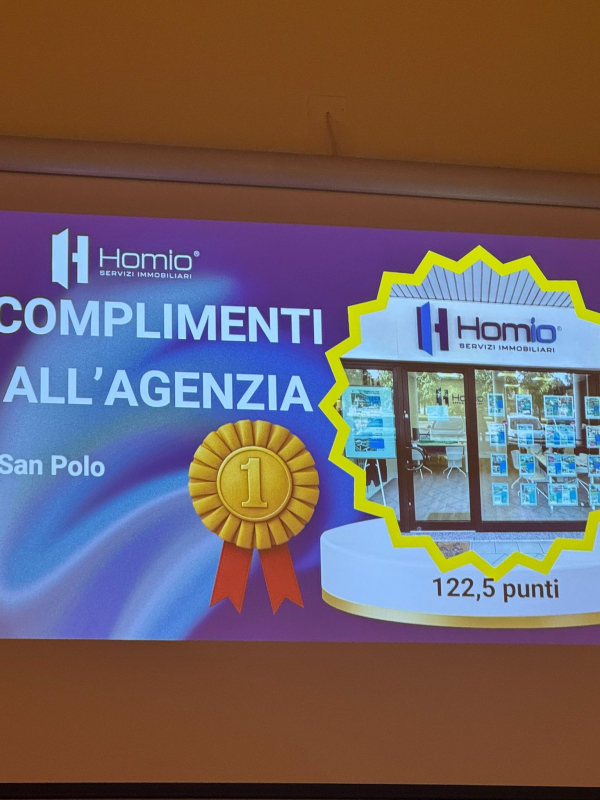 Homio®
SERVIZI IMMOBILIARI
COMPLIMENTI
ALL'AGENZIA
San Polo
1
Homio®
SERVIZI IMMOBILIARI
122,5 punti